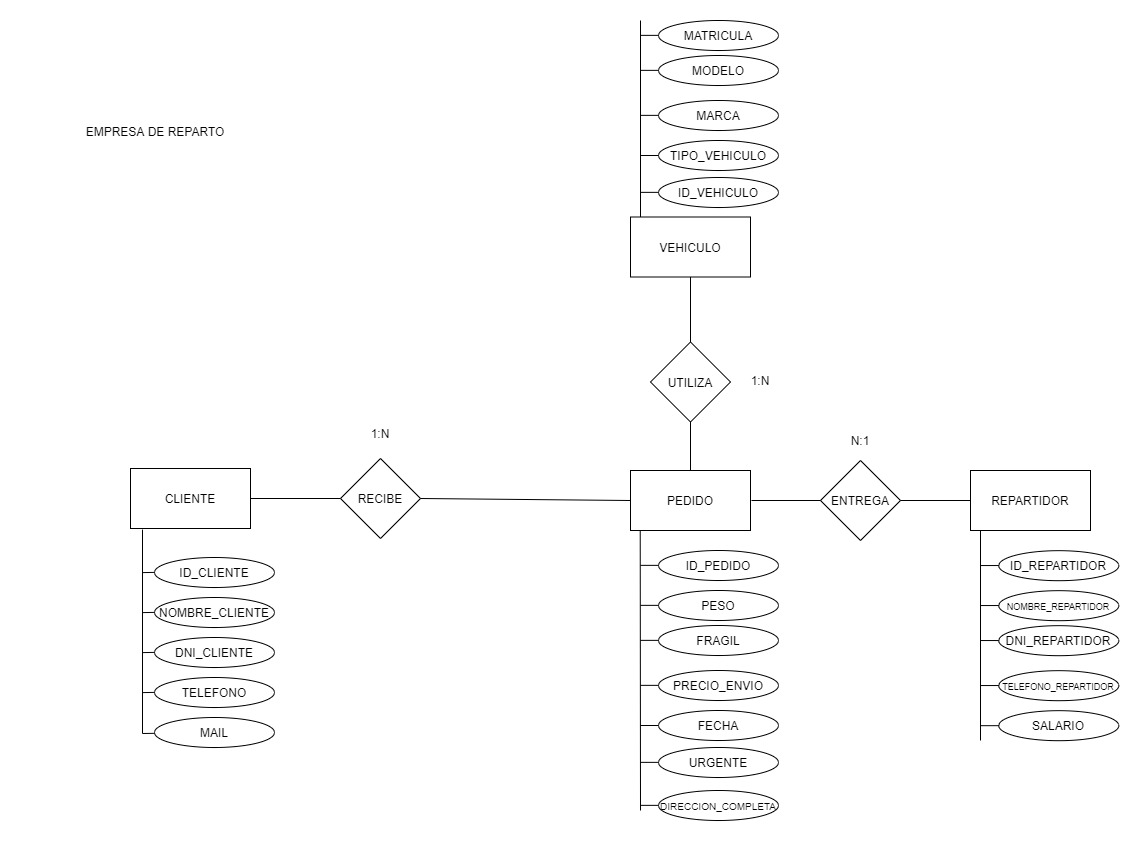 MATRICULA
MODELO
MARCA
EMPRESA DE REPARTO
TIPO_VEHICULO
ID_VEHICULO
VEHICULO
UTILIZA
1:N
1:N
N:1
CLIENTE
RECIBE
PEDIDO
ENTREGA
REPARTIDOR
ID_CLIENTE
NOMBRE_CLIENTE
DNI_CLIENTE
TELEFONO
MAIL
ID_PEDIDO
PESO
FRAGIL
PRECIO_ENVIO
FECHA
URGENTE
DIRECCION_COMPLETA
ID_REPARTIDOR
NOMBRE_REPARTIDOR
DNI_REPARTIDOR
TELEFONO_REPARTIDOR
SALARIO